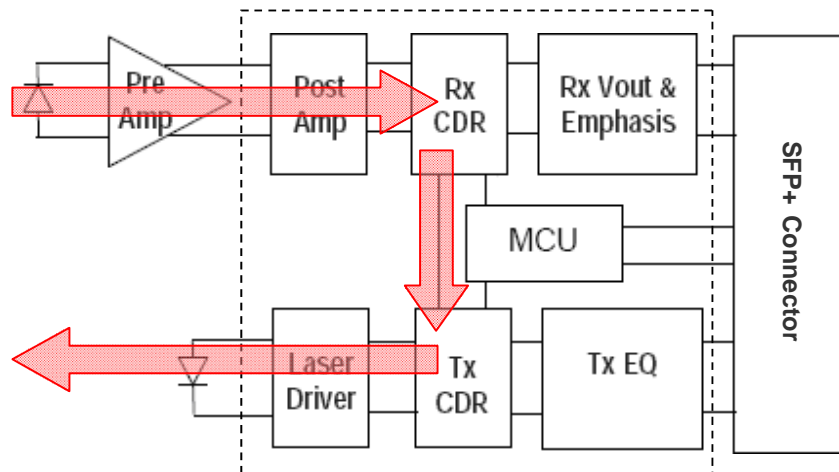 Pre
Amp
Post
Amp
Rx
CDR
Rx Vout &
Emphasis
SFP+ Connector
MCU
Laser
Driver
Tx
CDR
Tx EQ